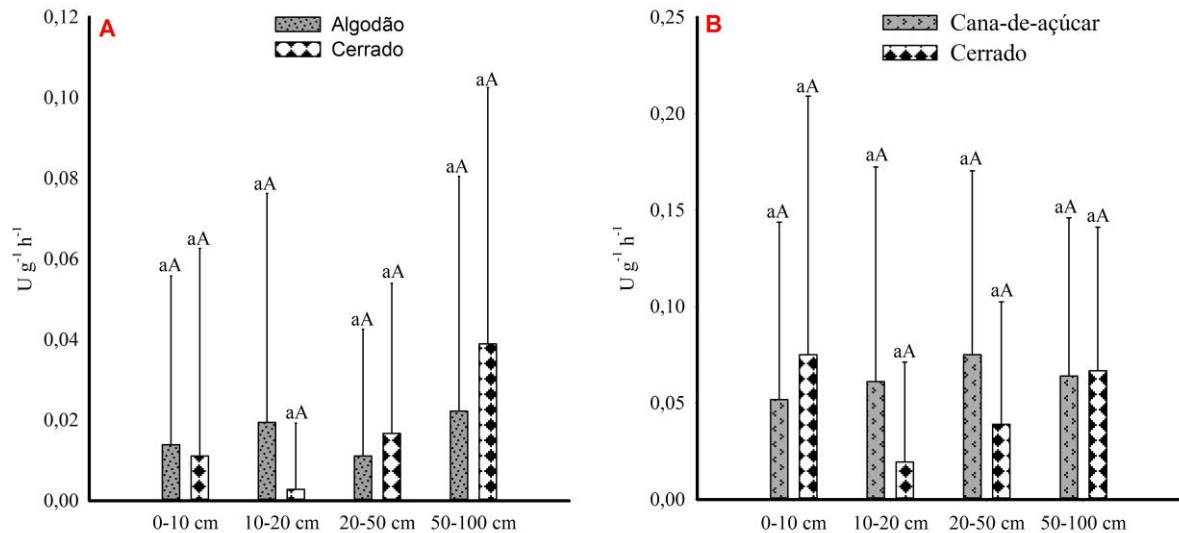 A
Algodão
Cerrado
0,12
0,10
0,08
0,06
0,04
0,02
0,00
U g-1 h-1
aA
aA
aA
aA
aA
aA
aA
aA
0-10 cm
10-20 cm
20-50 cm
50-100 cm
B
Cana-de-açúcar
Cerrado
0,25
0,20
0,15
0,10
0,05
0,00
U g-1 h-1
aA
aA
aA
aA
aA
aA
aA
aA
0-10 cm
10-20 cm
20-50 cm
50-100 cm